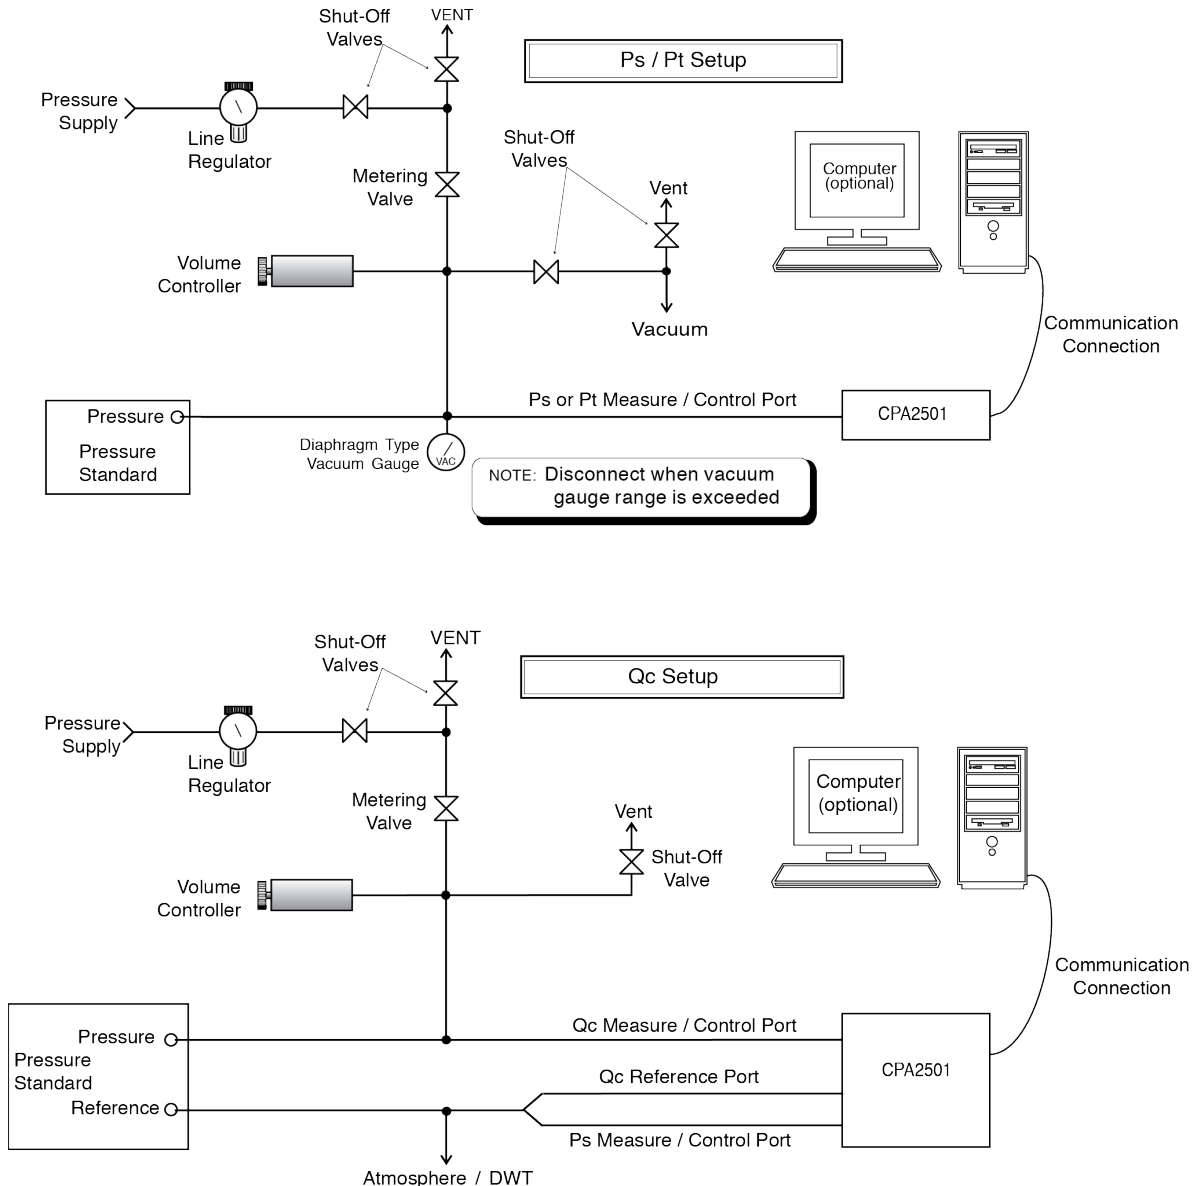 Shut-Off
Valves
VENT
Ps / Pt Setup
Pressure
Supply
Line
Regulator
Shut-Off
Valves
Computer
(optional)
Metering
Valve
Vent
Volume
Controller
Vacuum
Communication
Connection
Pressure
Pressure
Standard
Ps or Pt Measure / Control Port
CPA2501
Diaphragm Type
Vacuum Gauge
VAC
NOTE: Disconnect when vacuum
gauge range is exceeded
Shut-Off
Valves
VENT
Qc Setup
Pressure
Supply
Line
Regulator
Computer
(optional)
Metering
Valve
Vent
Shut-Off
Valve
Volume
Controller
Communication
Connection
Pressure
Pressure
Standard
Reference
Qc Measure / Control Port
Qc Reference Port
Ps Measure / Control Port
CPA2501
Atmosphere / DWT